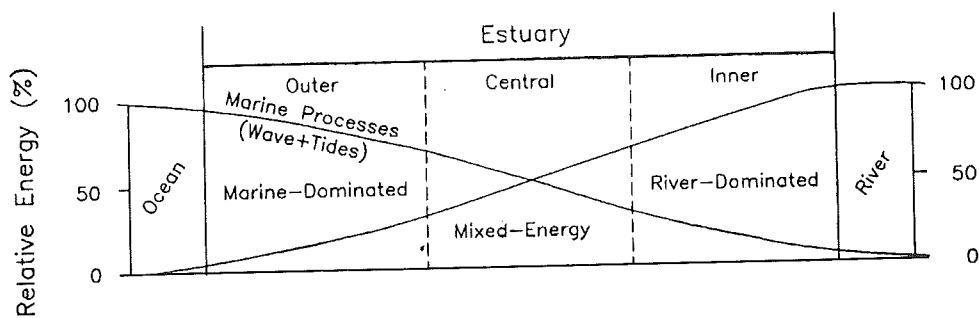 Estuary
Outer
Central
Inner
Relative Energy (%)
100
50
0
Marine Processes
(Wave+Tides)
Ocean
Marine-Dominated
Mixed-Energy
River-Dominated
River
100
50
0